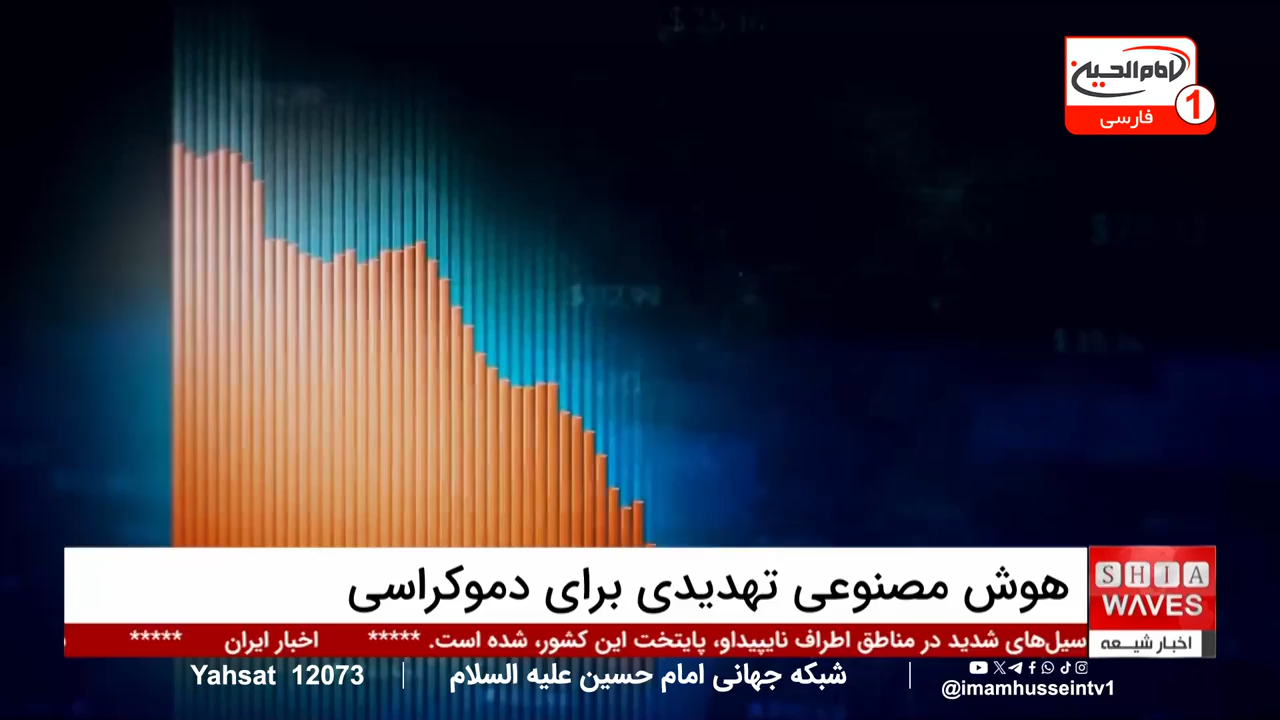 امام الحسین
1
فارسی
هوش مصنوعی تهدیدی برای دموکراسی
SHIA
WAVES
اخبار شیعه
سیل‌های شدید در مناطق اطراف ناپیداو، پایتخت این کشور، شده است. ***** اخبار ایران *****
شبکه جهانی امام حسین علیه السلام
Yahsat 12073
@imamhusseintv1